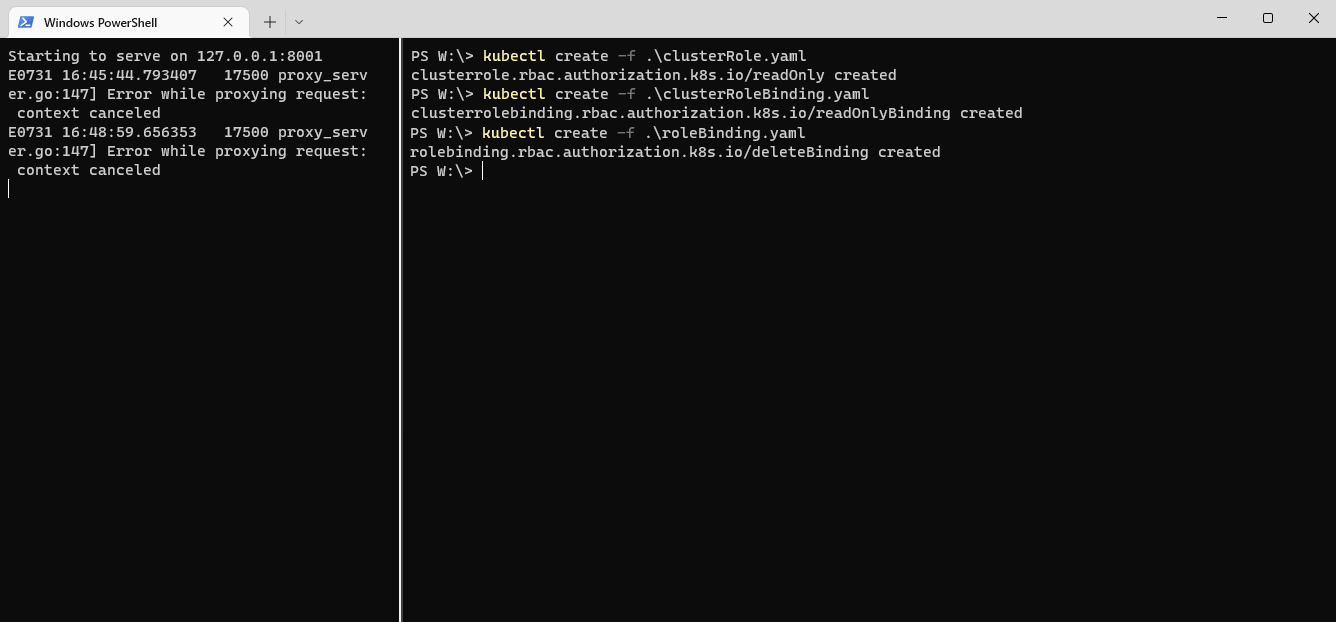 Windows PowerShell
Starting to serve on 127.0.0.1:8001
E0731 16:45:44.793407   17500 proxy_serv
er.go:147] Error while proxying request:
 context canceled
E0731 16:48:59.656353   17500 proxy_serv
er.go:147] Error while proxying request:
 context canceled
PS W:\> kubectl create -f .\clusterRole.yaml
clusterrole.rbac.authorization.k8s.io/readOnly created
PS W:\> kubectl create -f .\clusterRoleBinding.yaml
clusterrolebinding.rbac.authorization.k8s.io/readOnlyBinding created
PS W:\> kubectl create -f .\roleBinding.yaml
rolebinding.rbac.authorization.k8s.io/deleteBinding created
PS W:\>